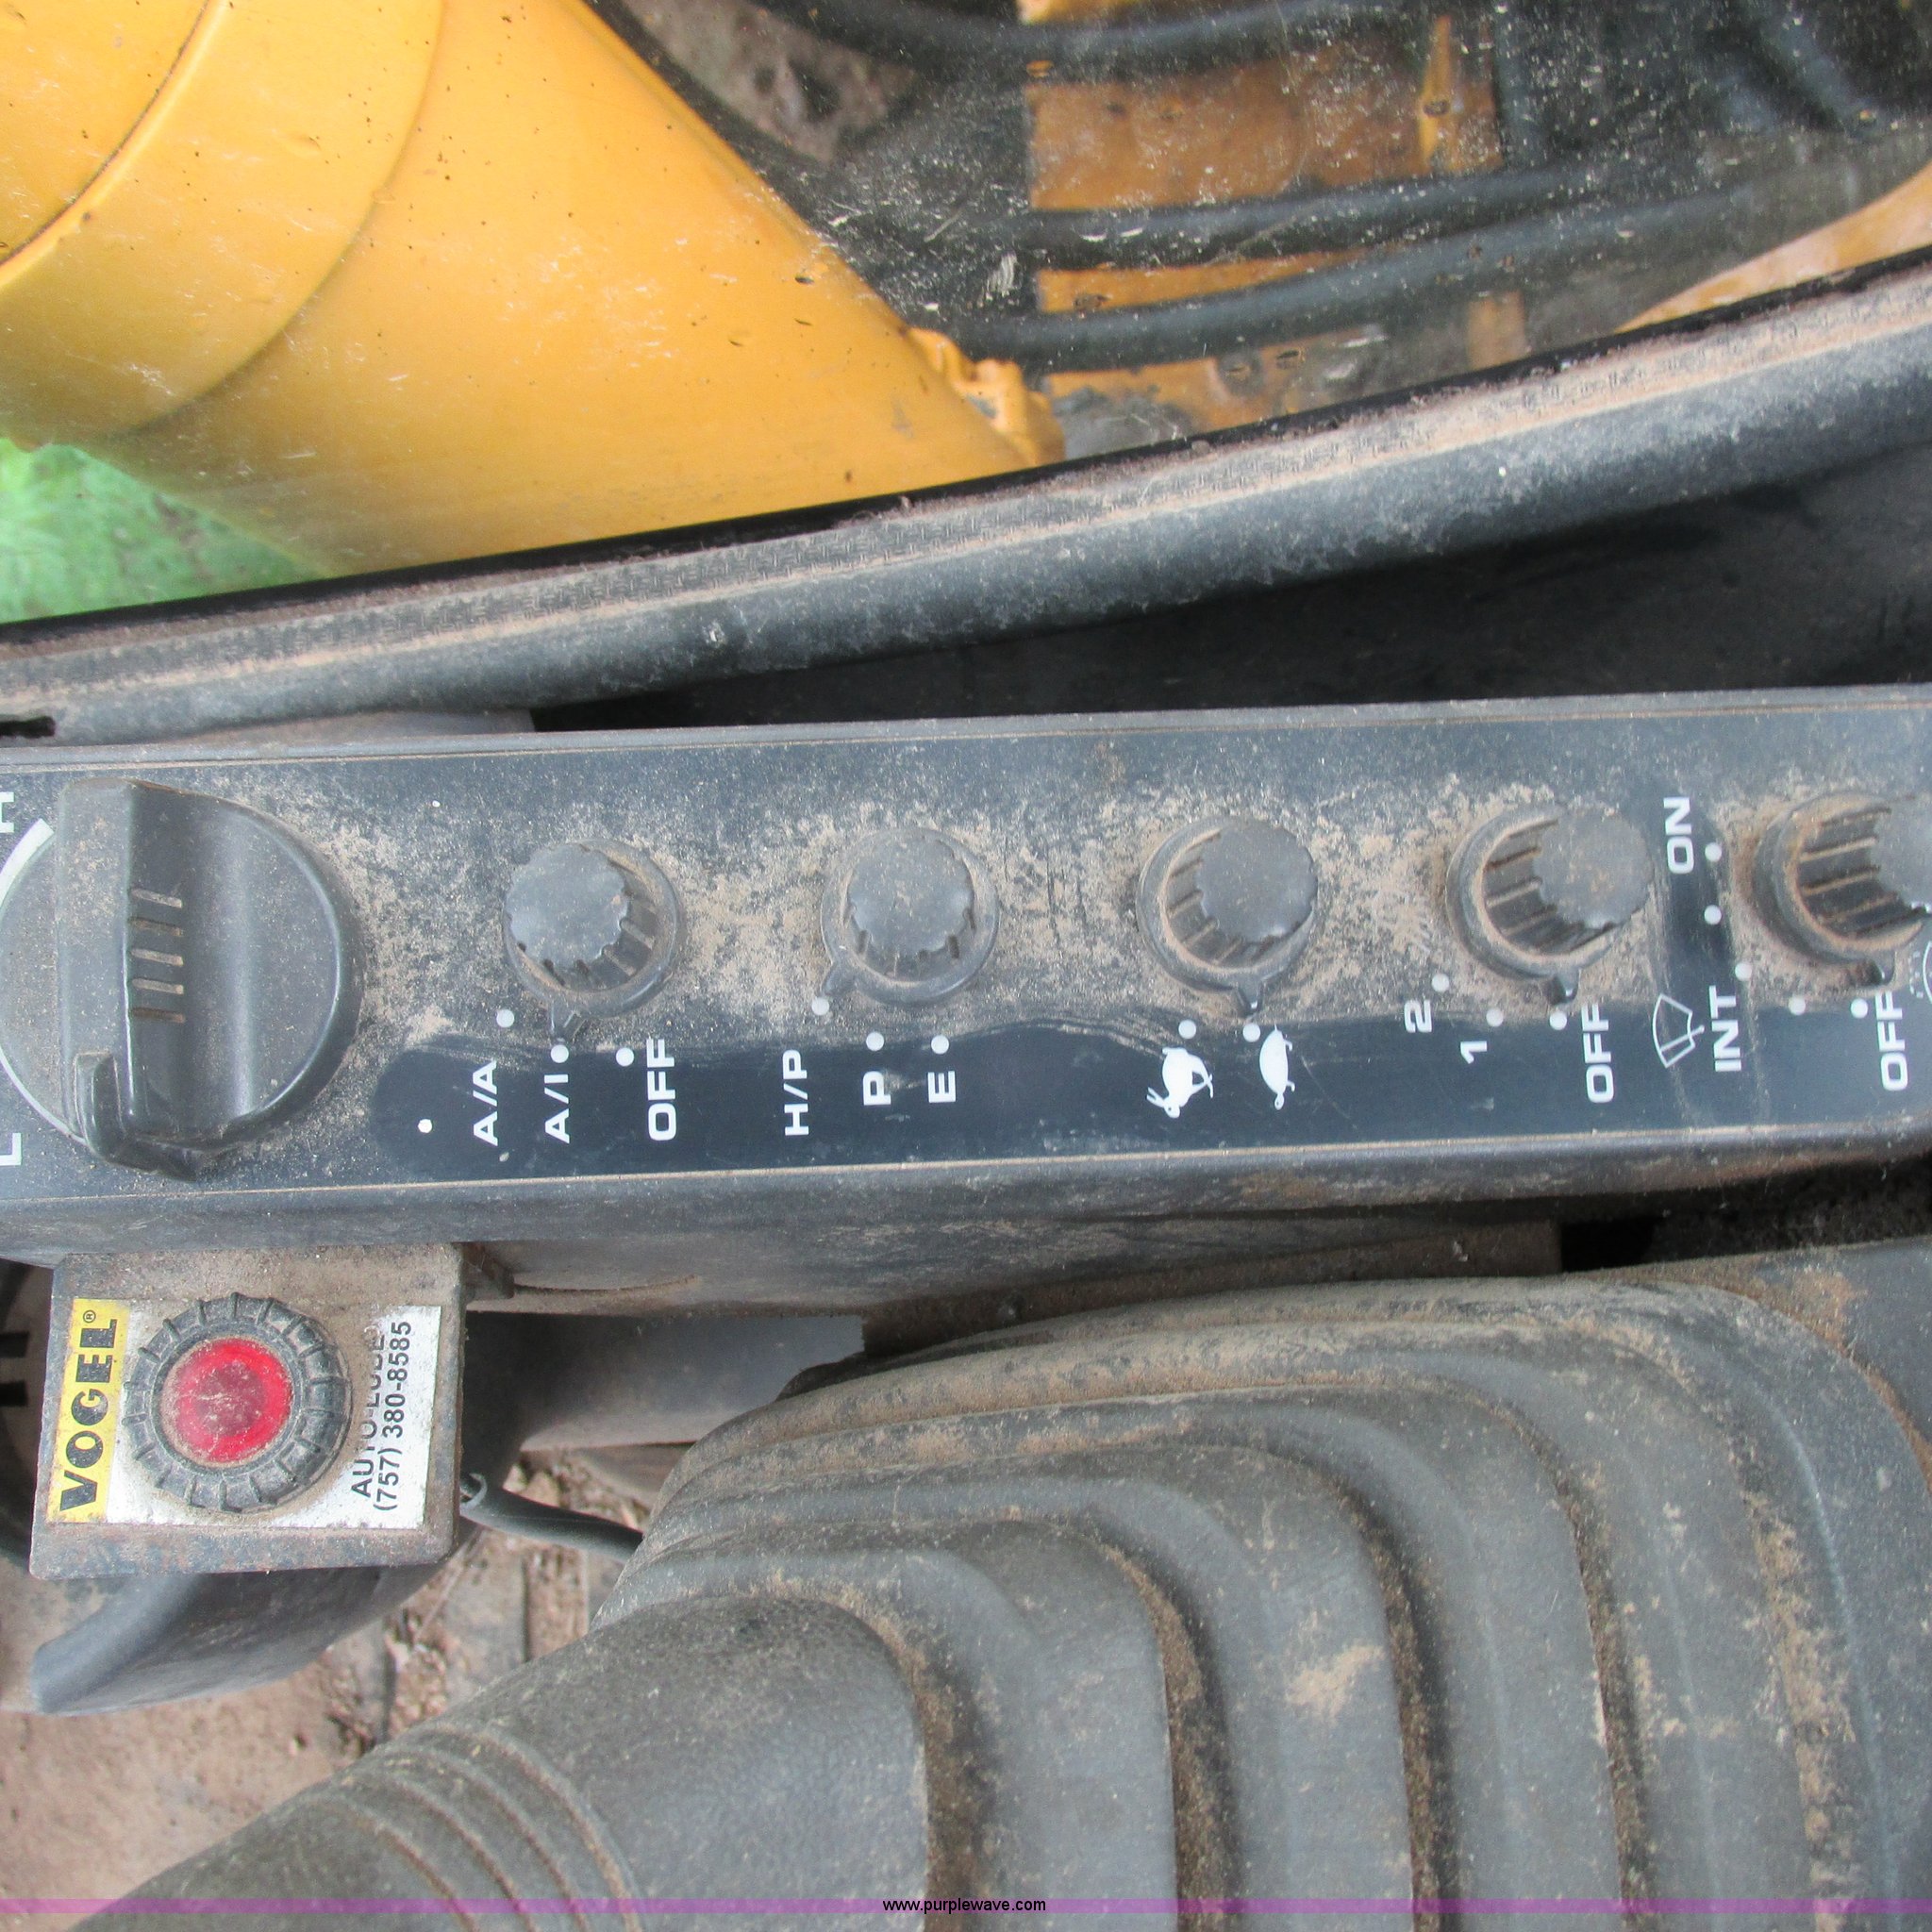 H
L
A/A
A/I
OFF
H/P
P
E
2
1
OFF
ON
INT
OFF
VOGEL®
AUTO-LUBE
(757) 380-8585
www.purplewave.com